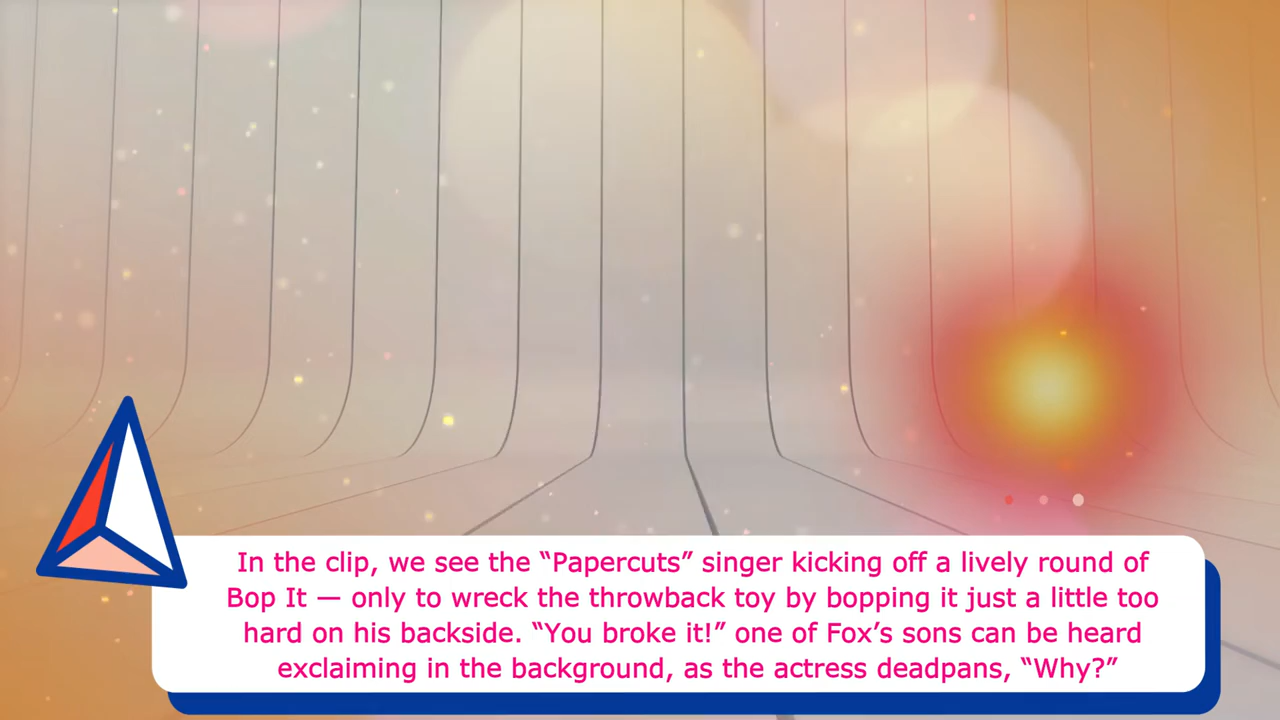 In the clip, we see the “Papercuts” singer kicking off a lively round of
Bop It — only to wreck the throwback toy by bopping it just a little too
hard on his backside. “You broke it!” one of Fox’s sons can be heard
exclaiming in the background, as the actress deadpans, “Why?”